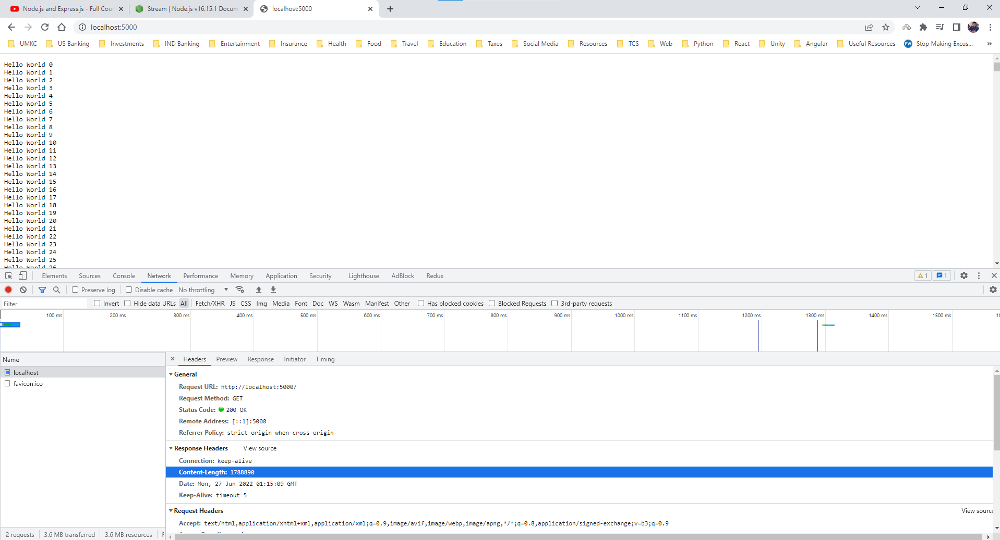 Node.js and Express.js - Full Cour
Stream | Node.js v16.15.1 Docum
localhost:5000
localhost:5000
UMKC US Banking Investments IND Banking Entertainment Insurance Health Food Travel Education Taxes Social Media Resources TCS Web Python React Unity Angular Useful Resources FW Stop Making Excus... »
Hello World 0
Hello World 1
Hello World 2
Hello World 3
Hello World 4
Hello World 5
Hello World 6
Hello World 7
Hello World 8
Hello World 9
Hello World 10
Hello World 11
Hello World 12
Hello World 13
Hello World 14
Hello World 15
Hello World 16
Hello World 17
Hello World 18
Hello World 19
Hello World 20
Hello World 21
Hello World 22
Hello World 23
Hello World 24
Hello World 25
Hello World 26
Elements Sources Console Network Performance Memory Application Security Lighthouse AdBlock Redux 1 1
Preserve log Disable cache No throttling
Filter Invert Hide data URLs All Fetch/XHR JS CSS Img Media Font Doc WS Wasm Manifest Other Has blocked cookies Blocked Requests 3rd-party requests
100 ms 200 ms 300 ms 400 ms 500 ms 600 ms 700 ms 800 ms 900 ms 1000 ms 1100 ms 1200 ms 1300 ms 1400 ms 1500 ms
Name
localhost
favicon.ico
Headers Preview Response Initiator Timing
General
Request URL: http://localhost:5000/
Request Method: GET
Status Code: 200 OK
Remote Address: [::1]:5000
Referrer Policy: strict-origin-when-cross-origin
Response Headers View source
Connection: keep-alive
Content-Length: 1788890
Date: Mon, 27 Jun 2022 01:15:09 GMT
Keep-Alive: timeout=5
Request Headers View source
Accept: text/html,application/xhtml+xml,application/xml;q=0.9,image/avif,image/webp,image/apng,*/*;q=0.8,application/signed-exchange;v=b3;q=0.9
2 requests 3.6 MB transferred 3.6 MB resources F